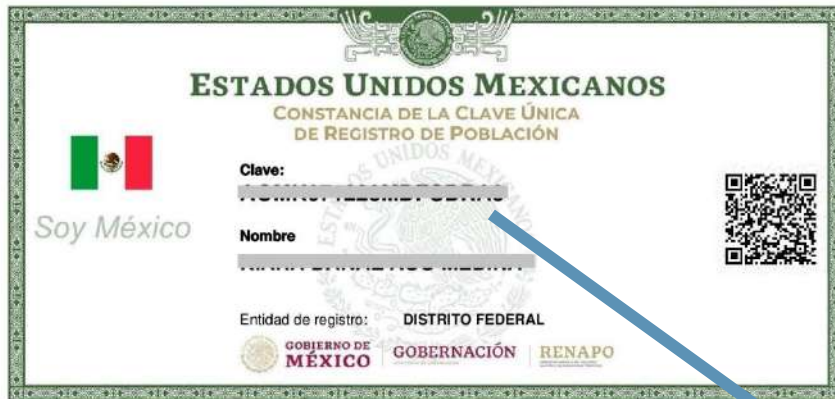 ESTADOS UNIDOS MEXICANOS
CONSTANCIA DE LA CLAVE ÚNICA
DE REGISTRO DE POBLACIÓN
Clave:
Soy México
Nombre
Entidad de registro: DISTRITO FEDERAL
GOBIERNO DE MÉXICO GOBERNACIÓN RENAPO